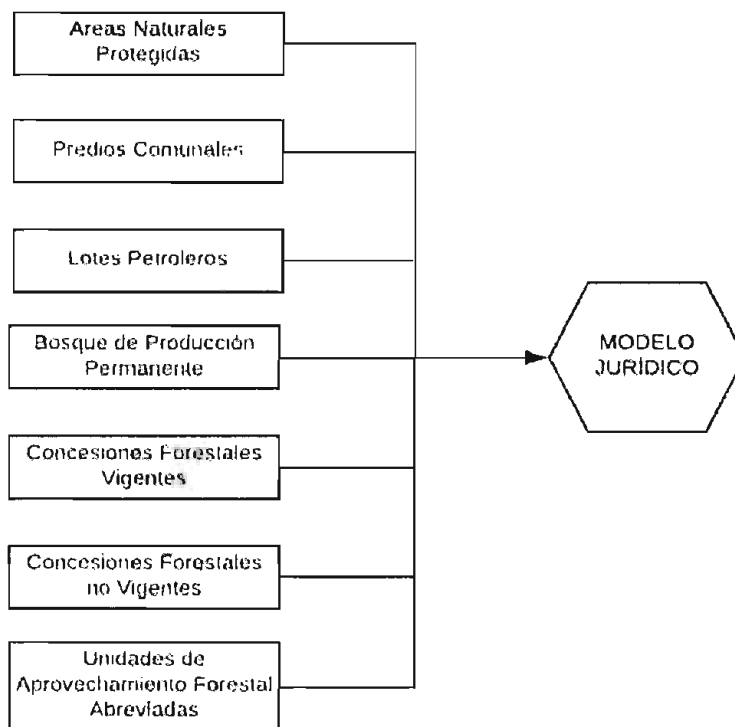 Areas Naturales
Protegidas
Predios Comunales
Lotes Petroleros
Bosque de Producción
Permanente
MODELO
JURÍDICO
Concesiones Forestales
Vigentes
Concesiones Forestales
no Vigentes
Unidades de
Aprovechamiento Forestal
Abreviadas